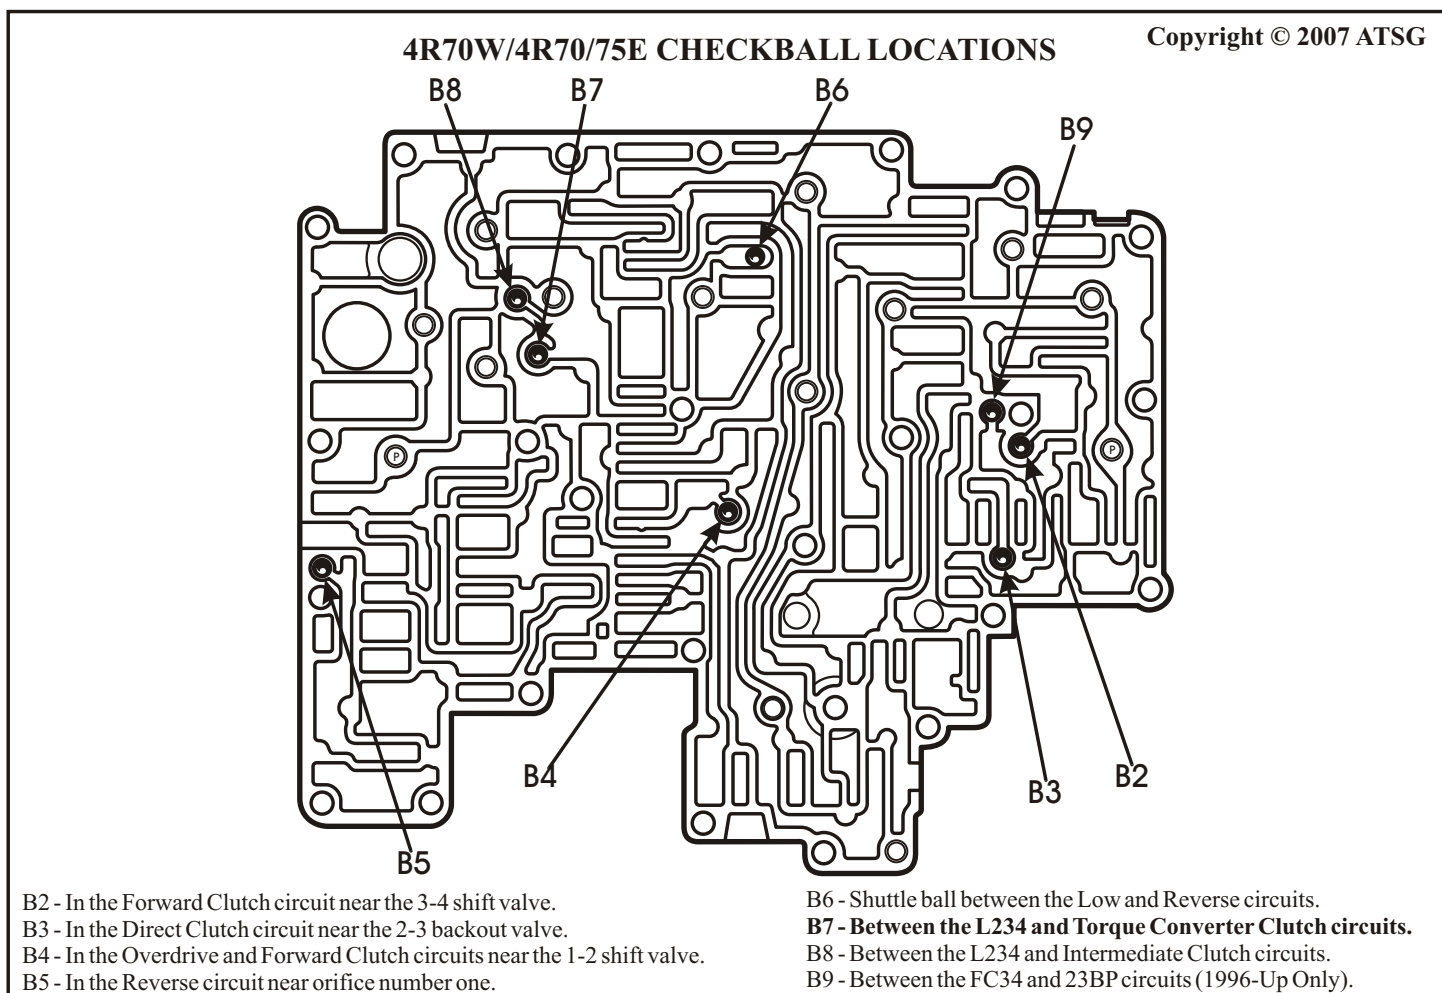 4R70W/4R70/75E CHECKBALL LOCATIONS
Copyright © 2007 ATSG
B8
B7
B6
B9
P
P
B4
B3
B2
B5
B2 - In the Forward Clutch circuit near the 3-4 shift valve.
B3 - In the Direct Clutch circuit near the 2-3 backout valve.
B4 - In the Overdrive and Forward Clutch circuits near the 1-2 shift valve.
B5 - In the Reverse circuit near orifice number one.
B6 - Shuttle ball between the Low and Reverse circuits.
B7 - Between the L234 and Torque Converter Clutch circuits.
B8 - Between the L234 and Intermediate Clutch circuits.
B9 - Between the FC34 and 23BP circuits (1996-Up Only).